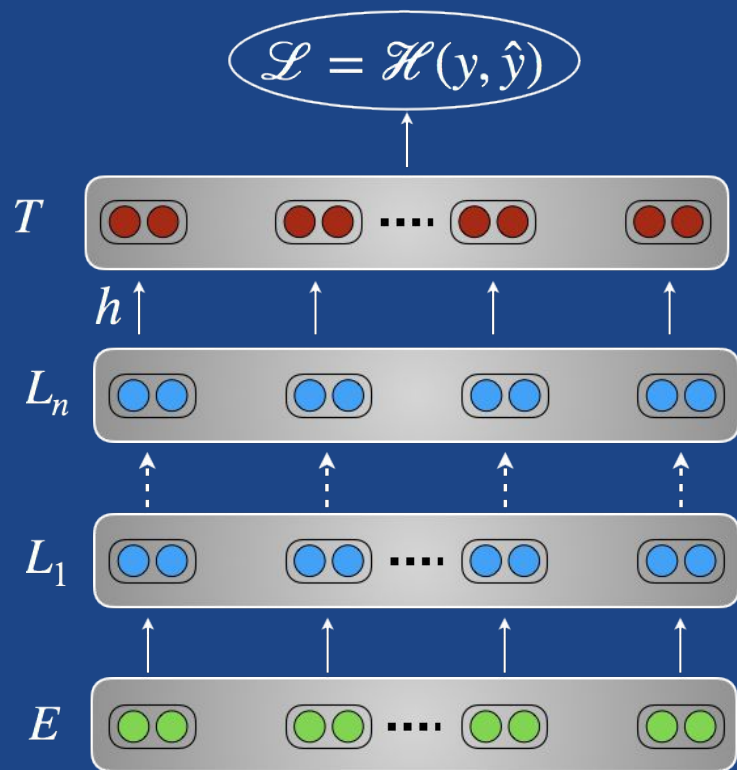 ℒ = ℋ(y, ŷ)
T
h
Lₙ
L₁
E